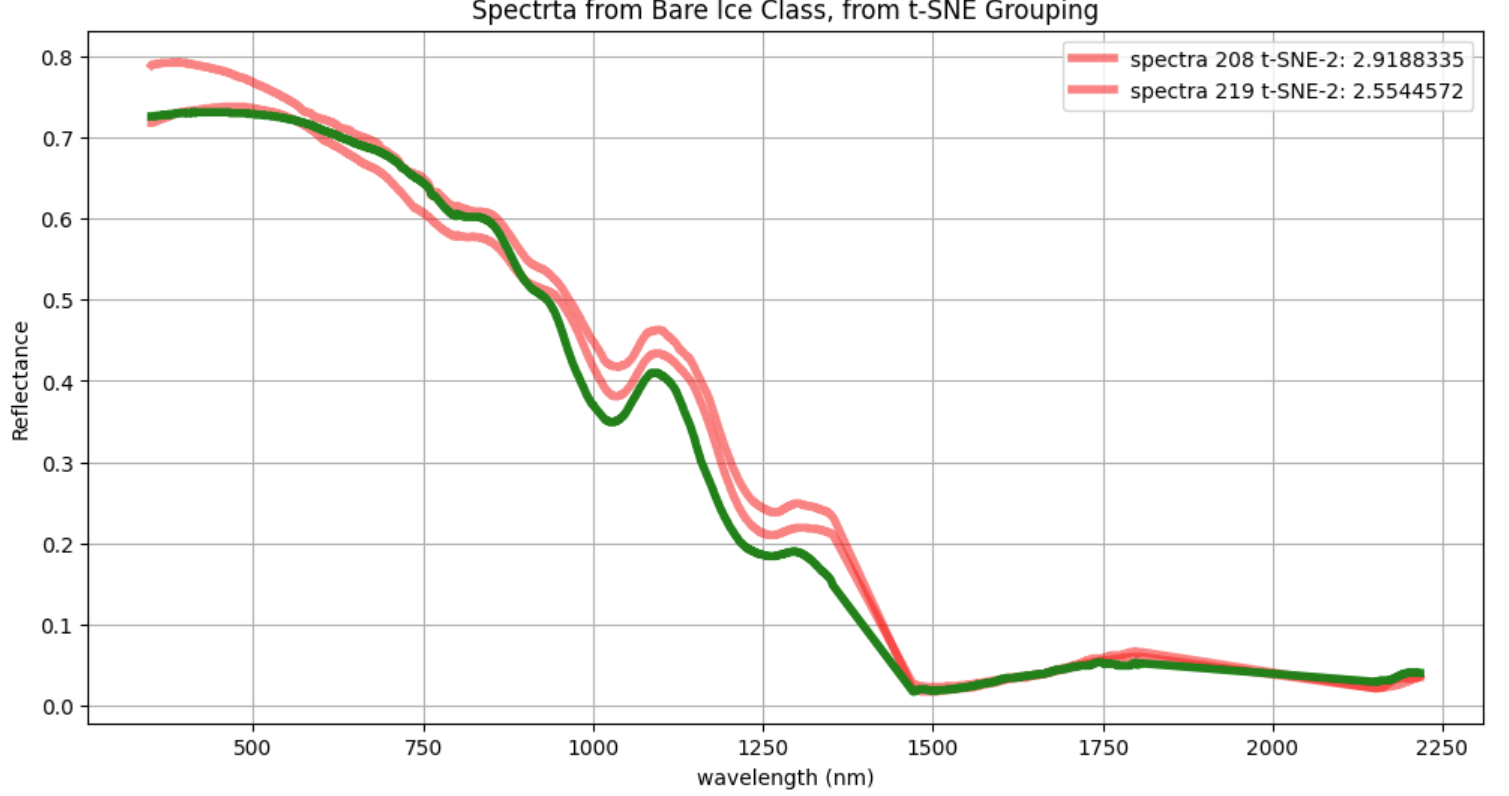 Spectrta from Bare Ice Class, from t-SNE Grouping
spectra 208 t-SNE-2: 2.9188335
spectra 219 t-SNE-2: 2.5544572
Reflectance
0.8
0.7
0.6
0.5
0.4
0.3
0.2
0.1
0.0
500 750 1000 1250 1500 1750 2000 2250
wavelength (nm)